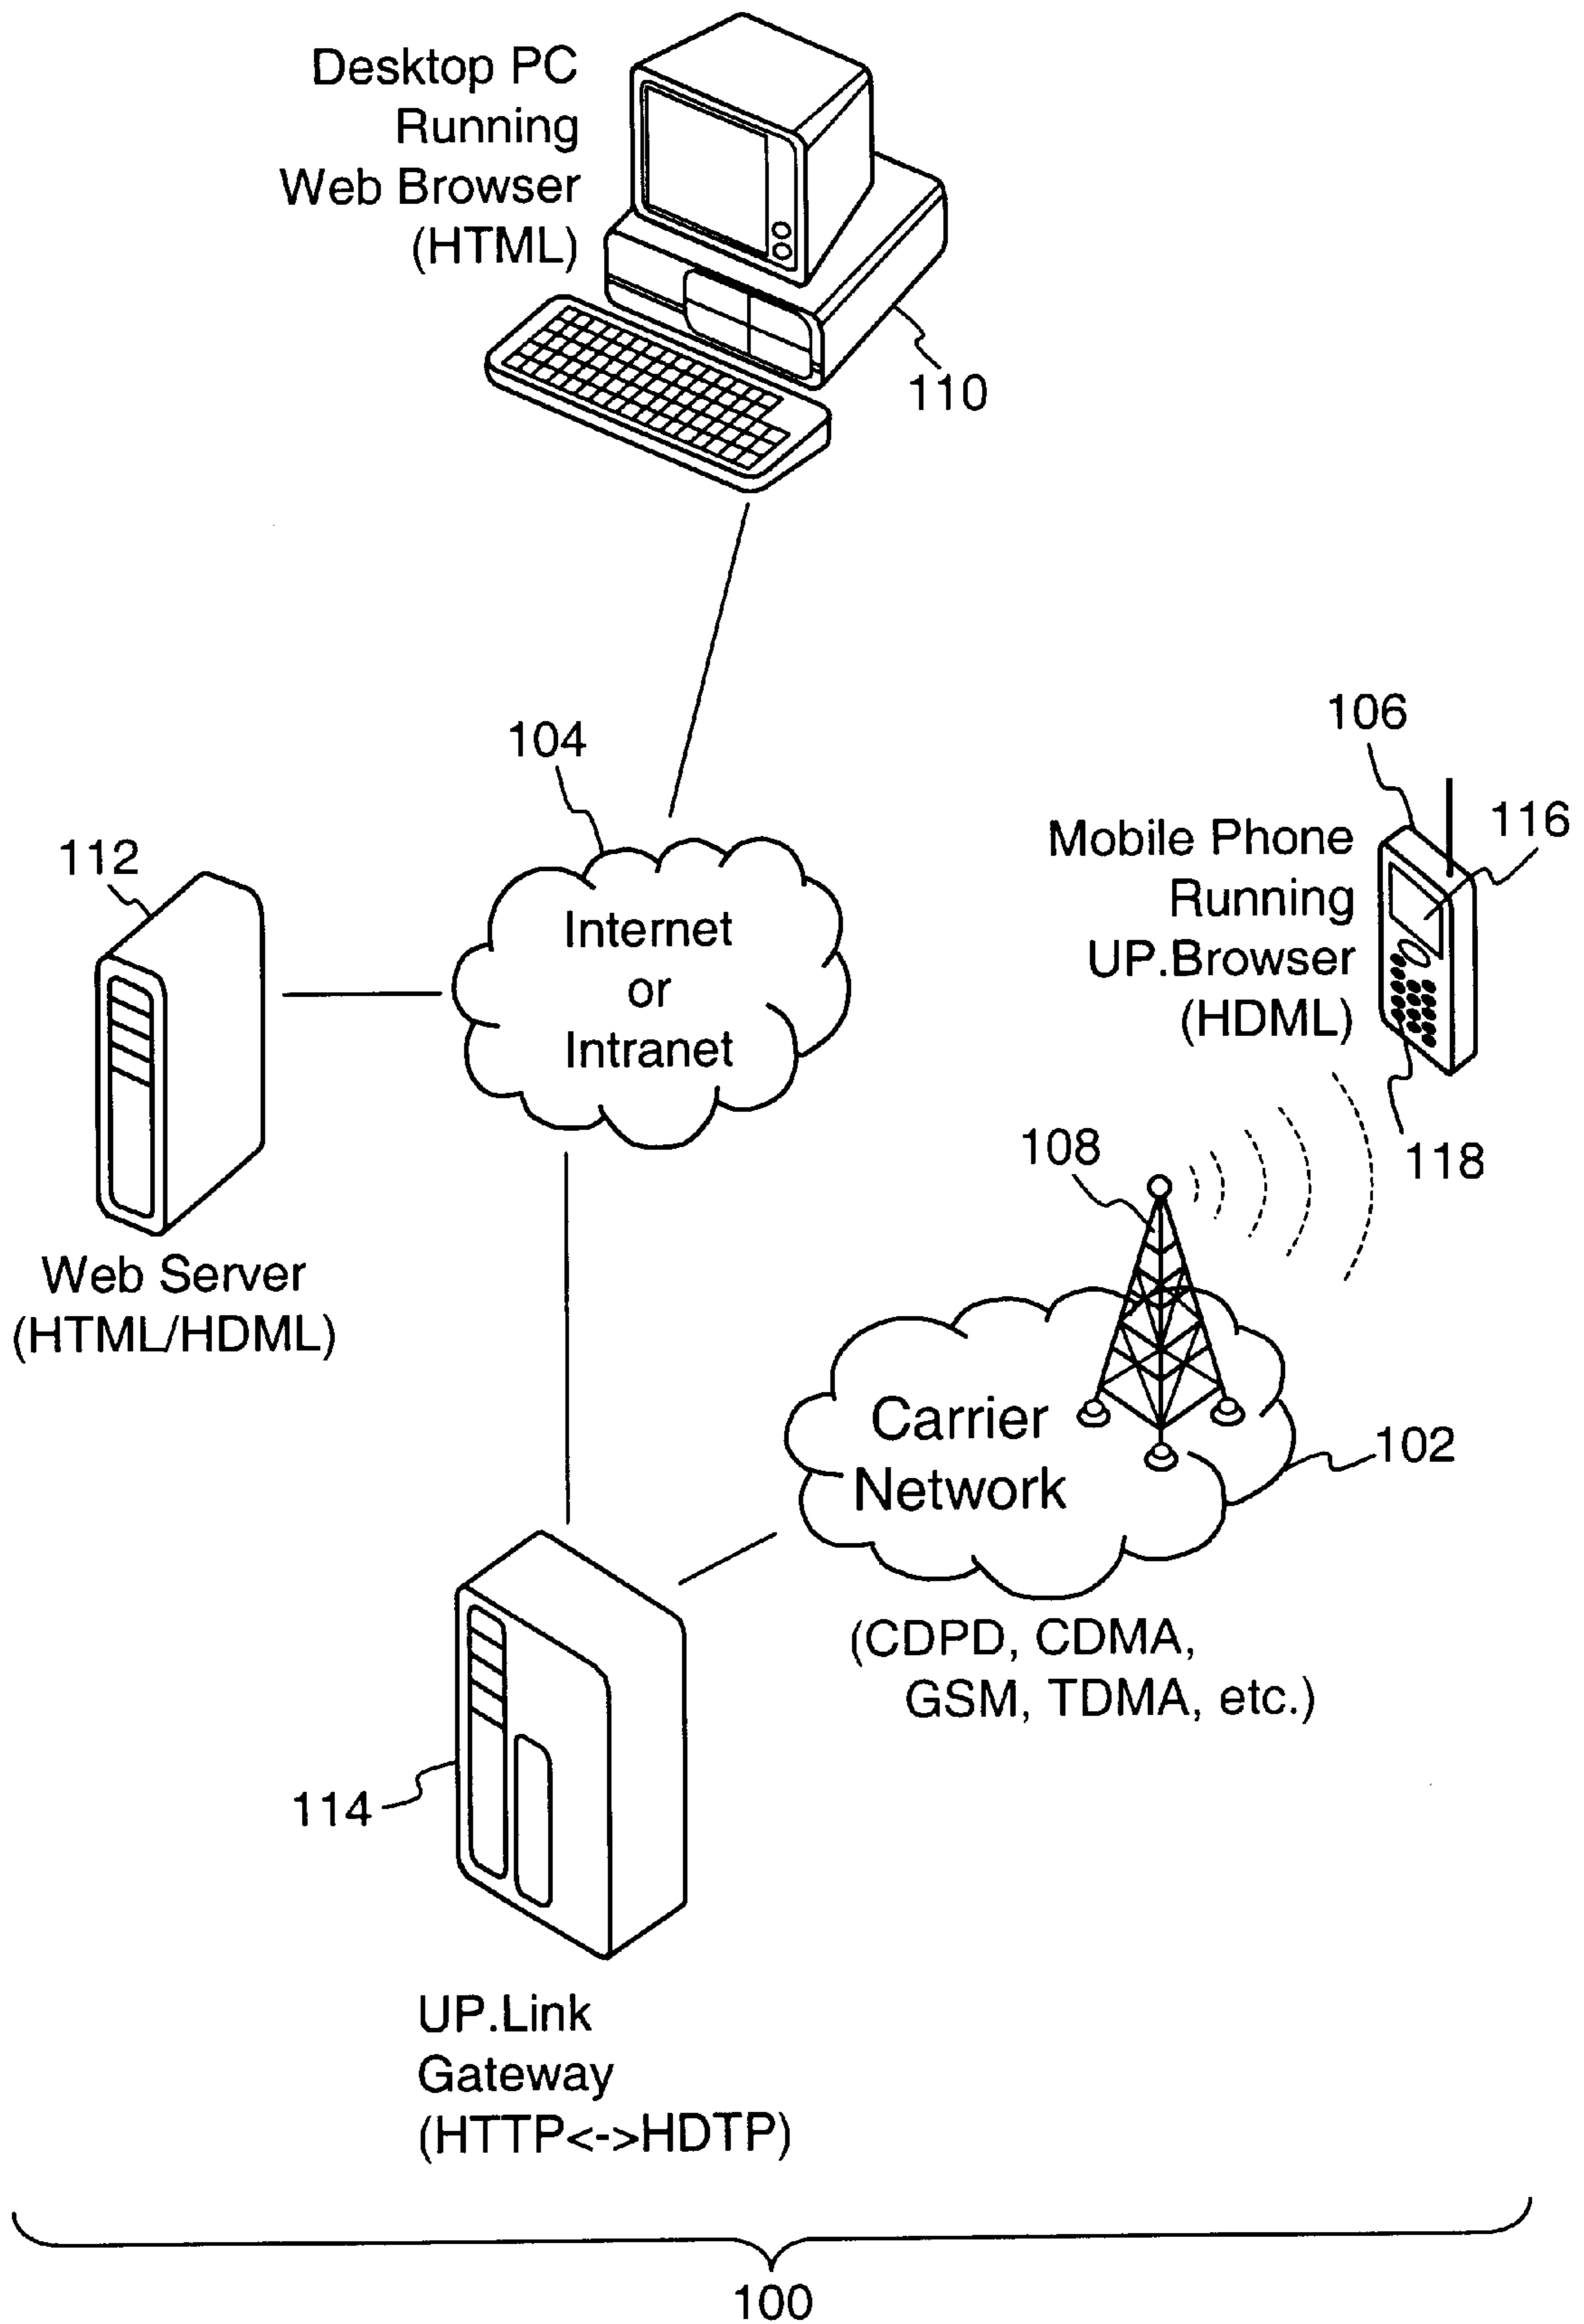 Desktop PC
Running
Web Browser
(HTML)
110
104
106
116
112
Mobile Phone
Running
UP.Browser
(HDML)
Internet
or
Intranet
108
118
Web Server
(HTML/HDML)
Carrier
Network
102
(CDPD, CDMA,
GSM, TDMA, etc.)
114
UP.Link
Gateway
(HTTP<->HDTP)
100